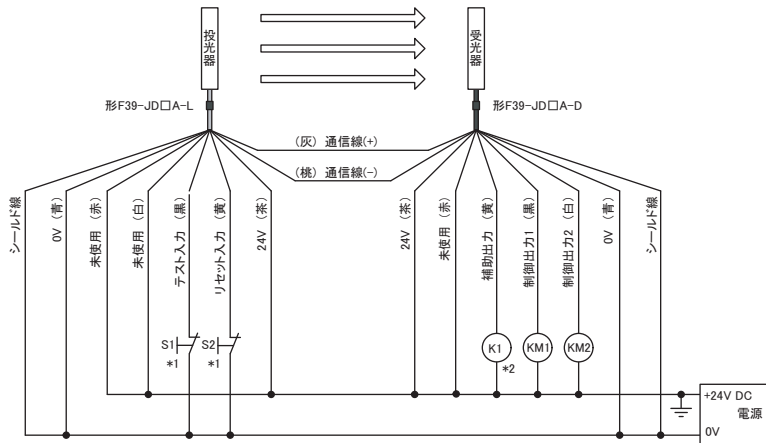 投光器
受光器
形F39-JD□A-L
形F39-JD□A-D
(灰) 通信線(+)
(桃) 通信線(-)
シールド線
0V (青)
未使用 (赤)
未使用 (白)
テスト入力 (黒)
リセット入力 (黄)
24V (茶)
24V (茶)
未使用 (赤)
補助出力 (黄)
制御出力1 (黒)
制御出力2 (白)
0V (青)
シールド線
S1
*1
S2
*1
K1
*2
KM1
KM2
+24V DC
電源
0V